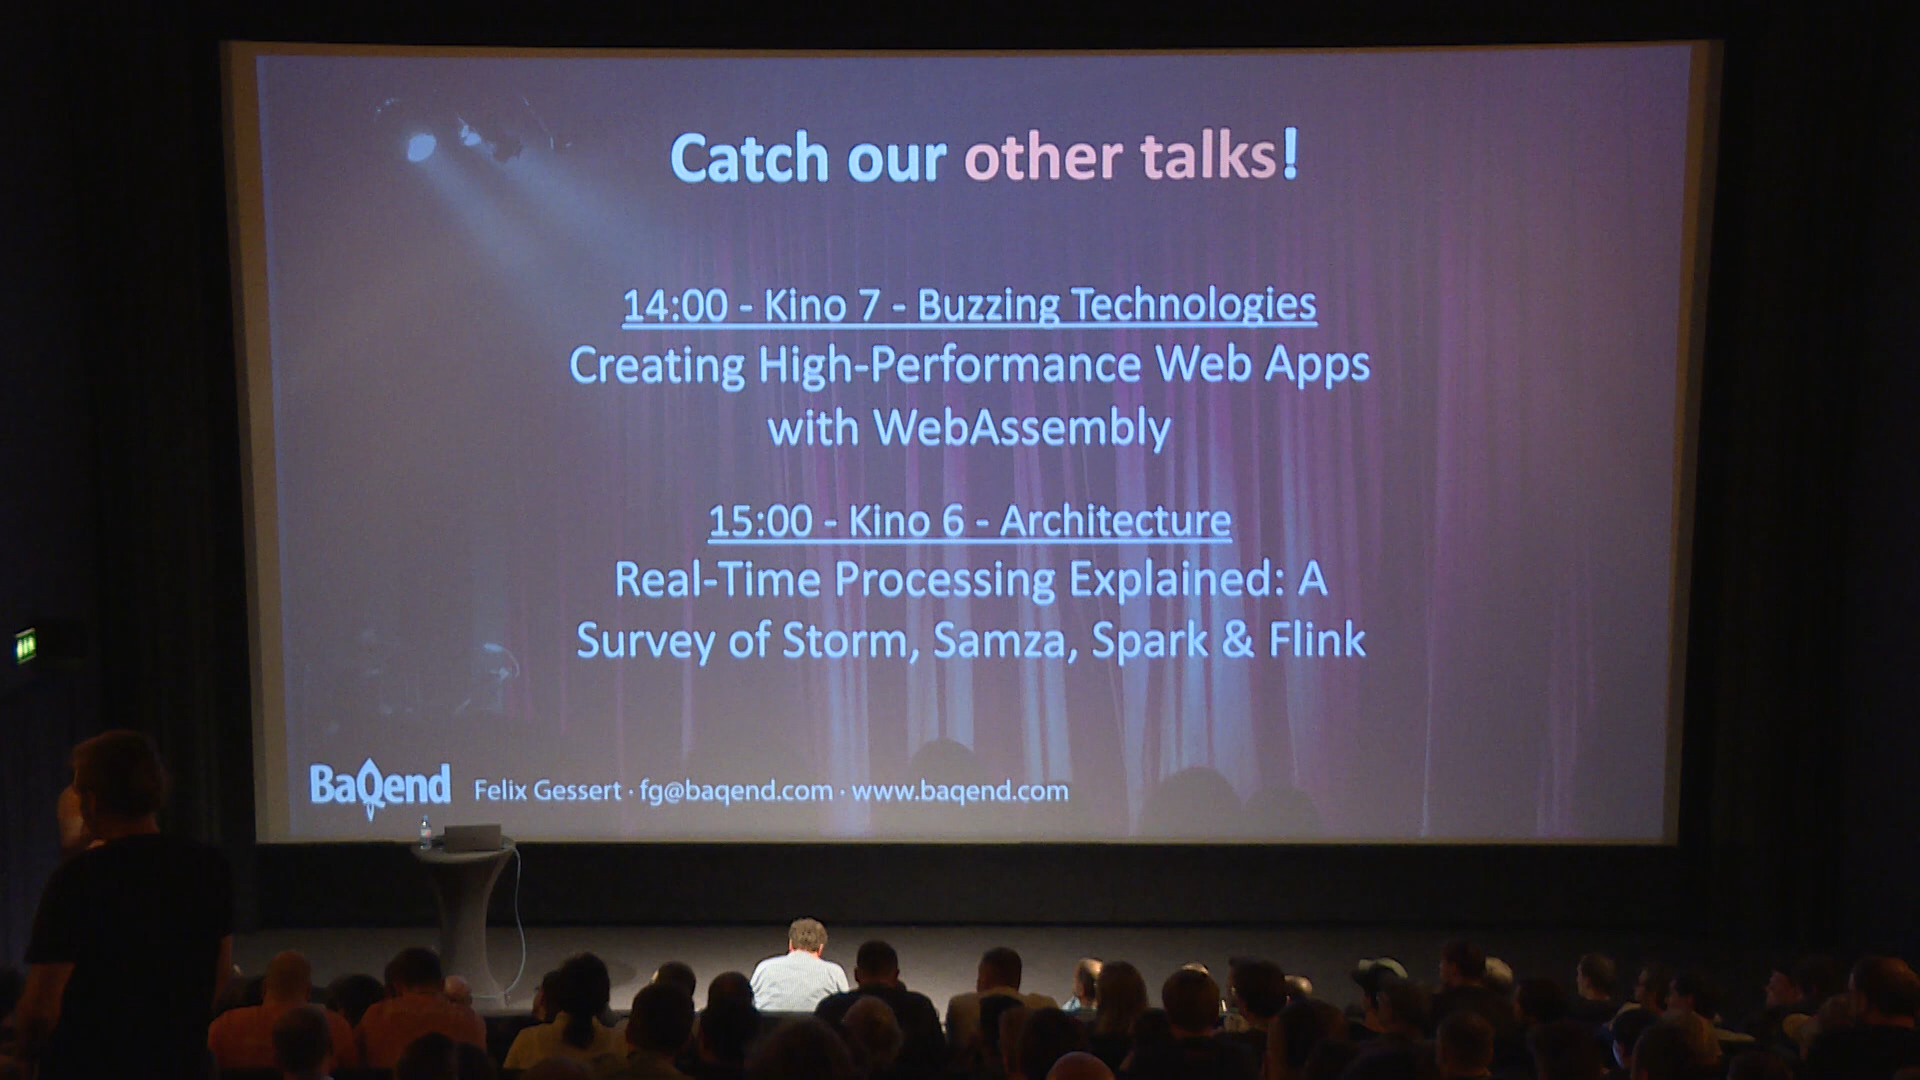 Catch our other talks!
14:00 - Kino 7 - Buzzing Technologies
Creating High-Performance Web Apps
with WebAssembly
15:00 - Kino 6 - Architecture
Real-Time Processing Explained: A
Survey of Storm, Samza, Spark & Flink
BaQend Felix Gessert · fg@baqend.com · www.baqend.com